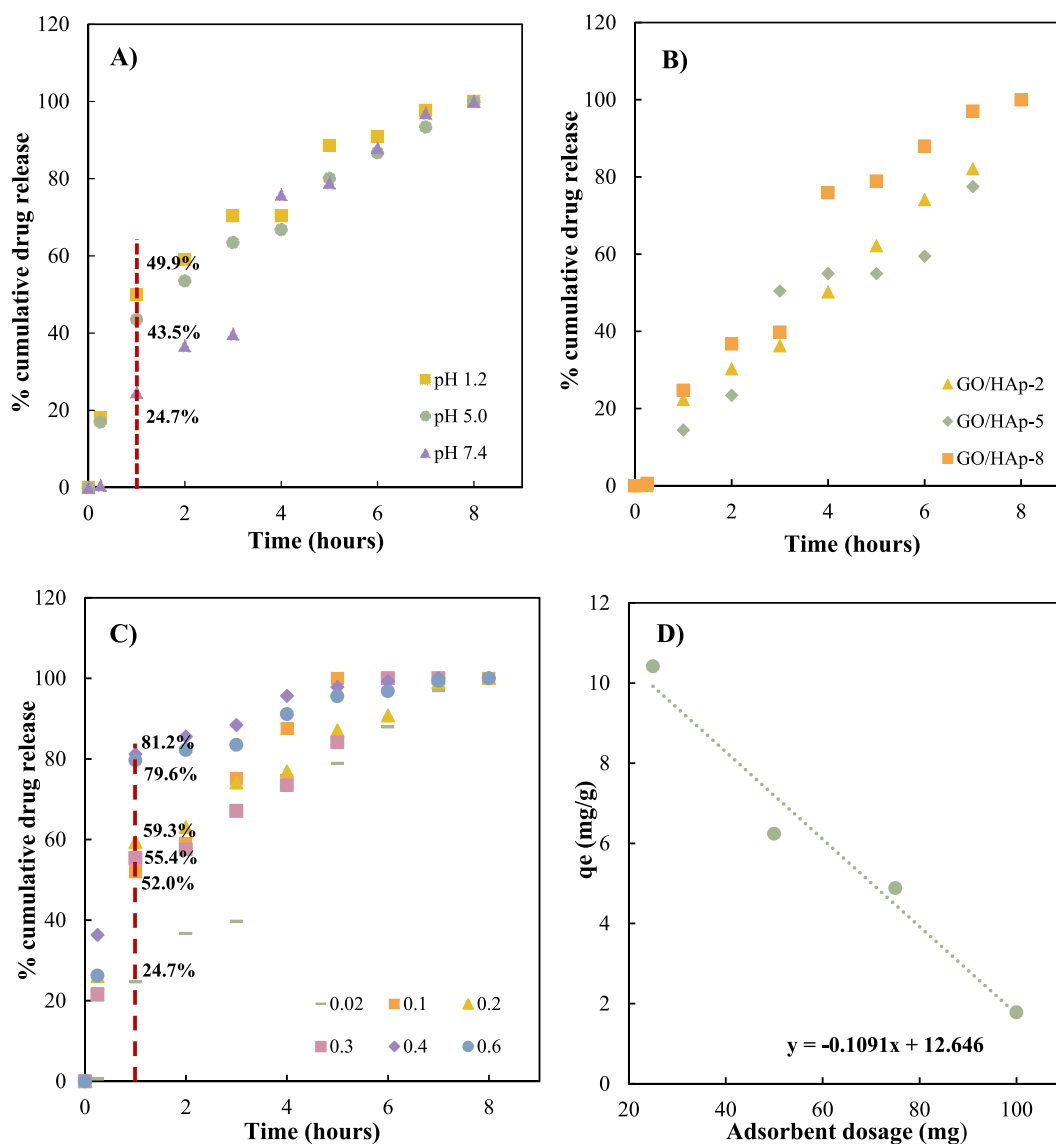 A)
% cumulative drug release
120
100
80
60
40
20
0
49.9%
43.5%
24.7%
pH 1.2
pH 5.0
pH 7.4
0 2 4 6 8
Time (hours)
B)
% cumulative drug release
120
100
80
60
40
20
0
GO/HAp-2
GO/HAp-5
GO/HAp-8
0 2 4 6 8
Time (hours)
C)
% cumulative drug release
120
100
80
60
40
20
0
81.2%
79.6%
59.3%
55.4%
52.0%
24.7%
0.02 0.1 0.2
0.3 0.4 0.6
0 2 4 6 8
Time (hours)
D)
qe (mg/g)
12
10
8
6
4
2
0
y = -0.1091x + 12.646
20 40 60 80 100
Adsorbent dosage (mg)